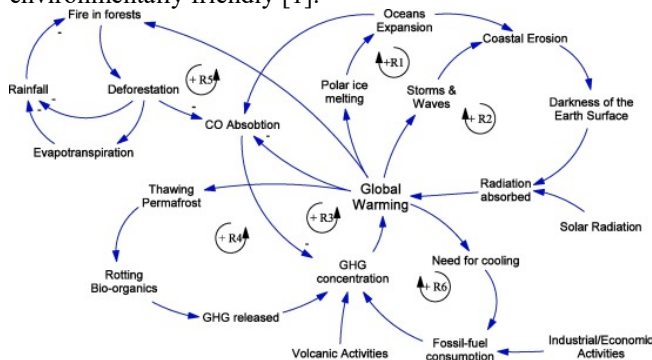 environmentally friendly [1].
Fire in forests
Oceans
Expansion
Coastal Erosion
-
+ R1
Rainfall
Deforestation
+ R5
Polar ice
melting
Storms &
Waves
Darkness of the
Earth Surface
-
-
+ R2
CO Absobtion
-
Evapotranspiration
Thawing
Permafrost
Global
Warming
Radiation
absorbed
Solar Radiation
+ R3
+ R4
-
Need for cooling
Rotting
Bio-organics
GHG
concentration
+ R6
GHG released
Volcanic Activities
Fossil-fuel
consumption
Industrial/Economic
Activities